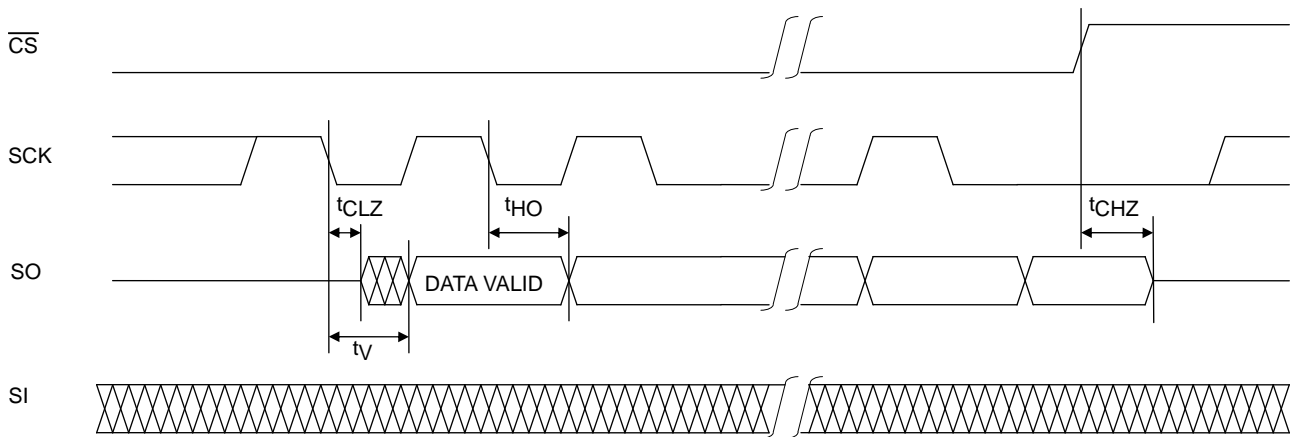 CS
SCK
tCLZ
tHO
tCHZ
SO
DATA VALID
tV
SI